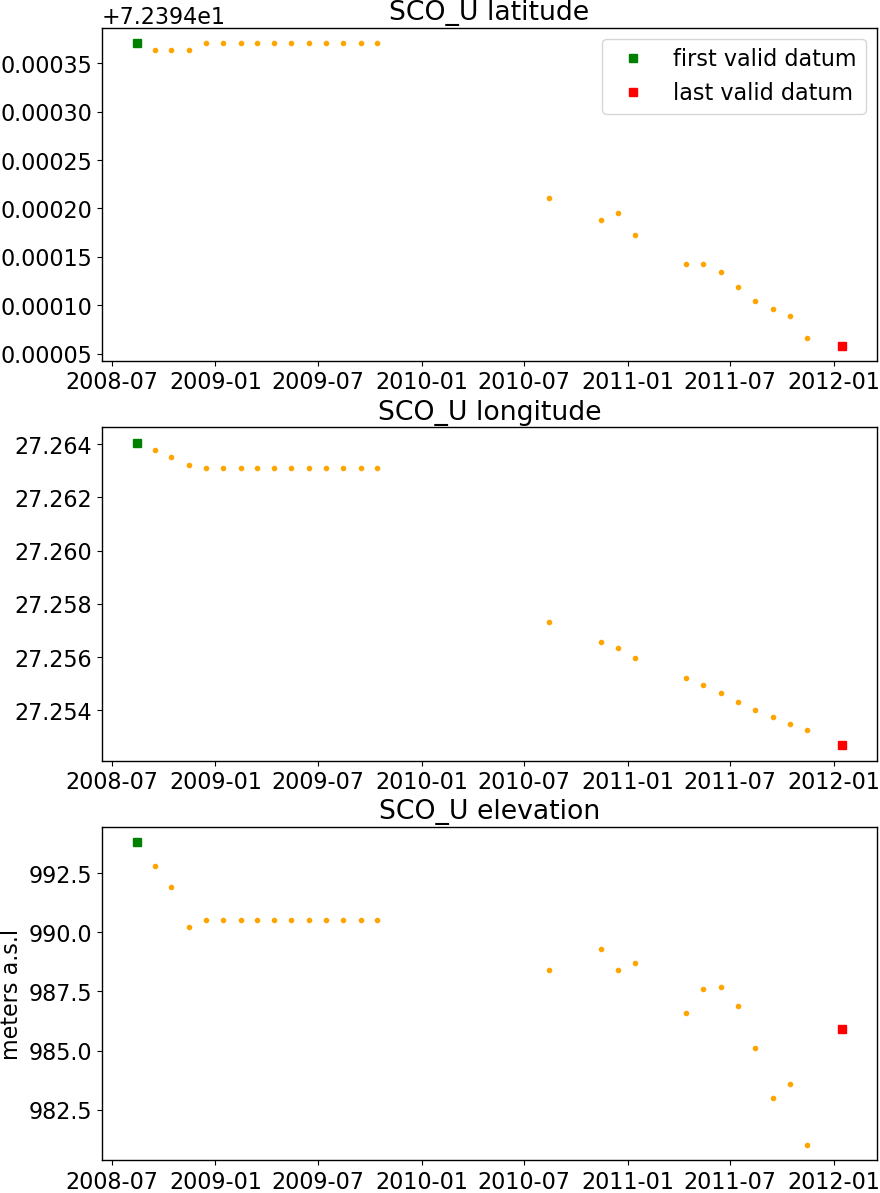 SCO_U latitude
+7.2394e1
first valid datum
last valid datum
0.00035
0.00030
0.00025
0.00020
0.00015
0.00010
0.00005
2008-07 2009-01 2009-07 2010-01 2010-07 2011-01 2011-07 2012-01
SCO_U longitude
27.264
27.262
27.260
27.258
27.256
27.254
2008-07 2009-01 2009-07 2010-01 2010-07 2011-01 2011-07 2012-01
SCO_U elevation
meters a.s.l
992.5
990.0
987.5
985.0
982.5
2008-07 2009-01 2009-07 2010-01 2010-07 2011-01 2011-07 2012-01